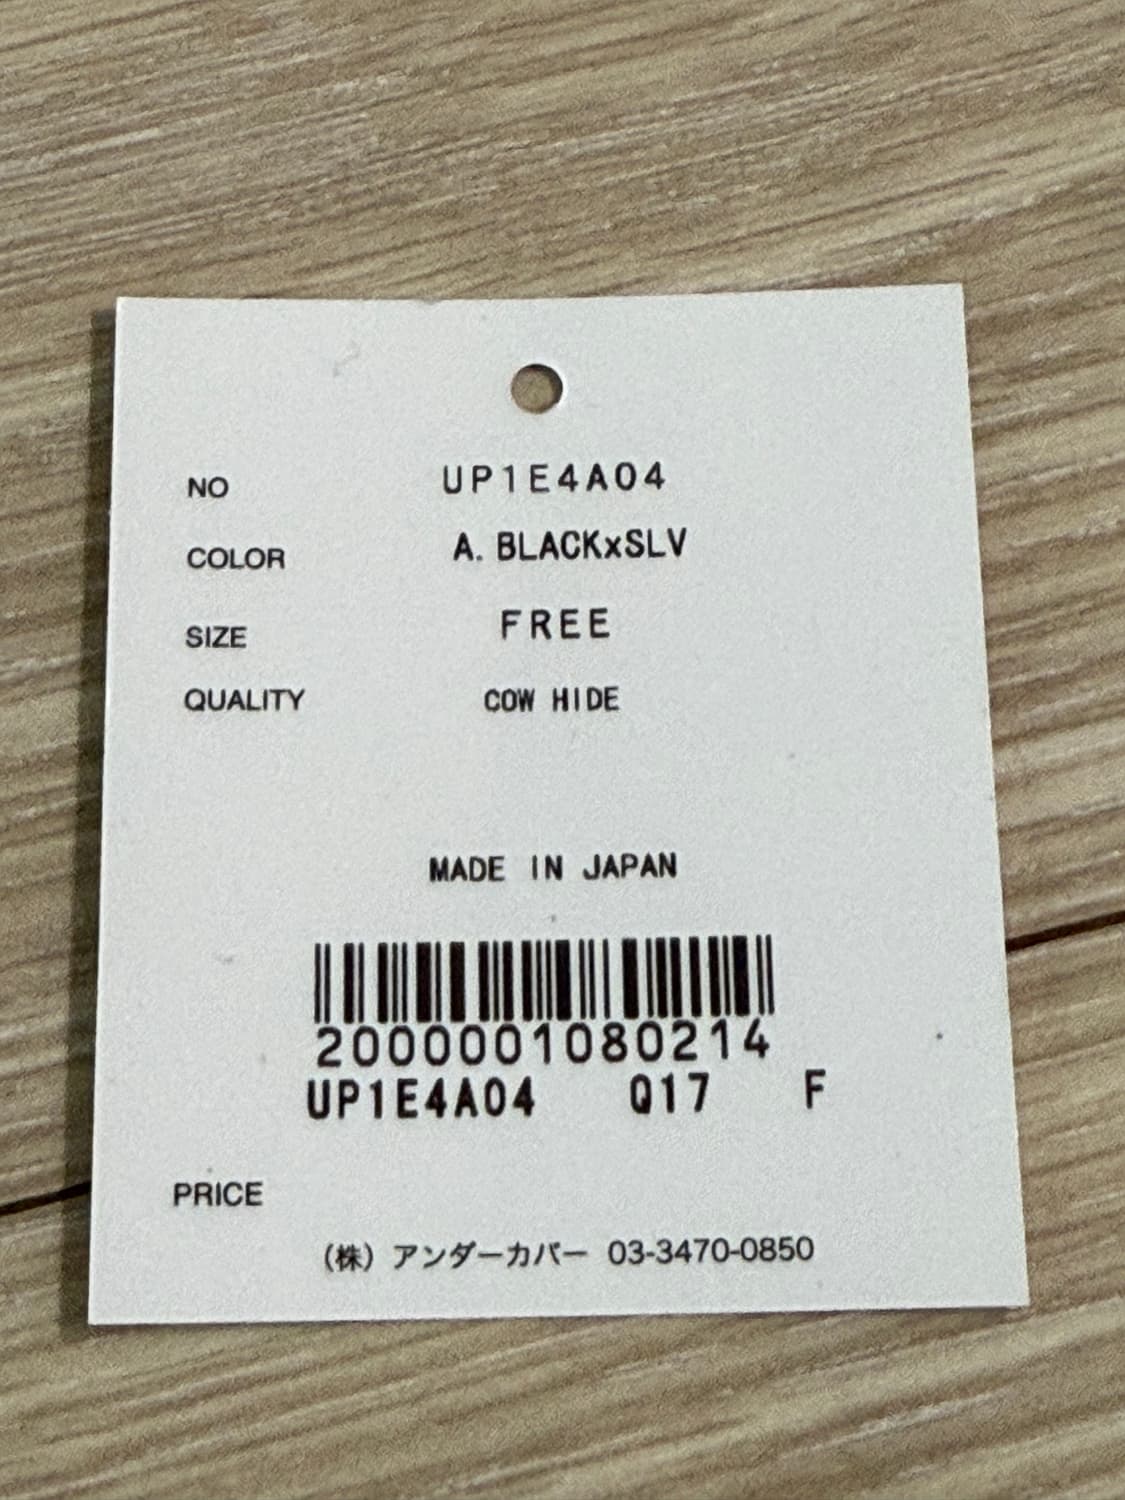 NO UP1E4A04
COLOR A. BLACKxSLV
SIZE FREE
QUALITY COW HIDE
MADE IN JAPAN
2000001080214
UP1E4A04 Q17 F
PRICE
（株）アンダーカバー 03-3470-0850